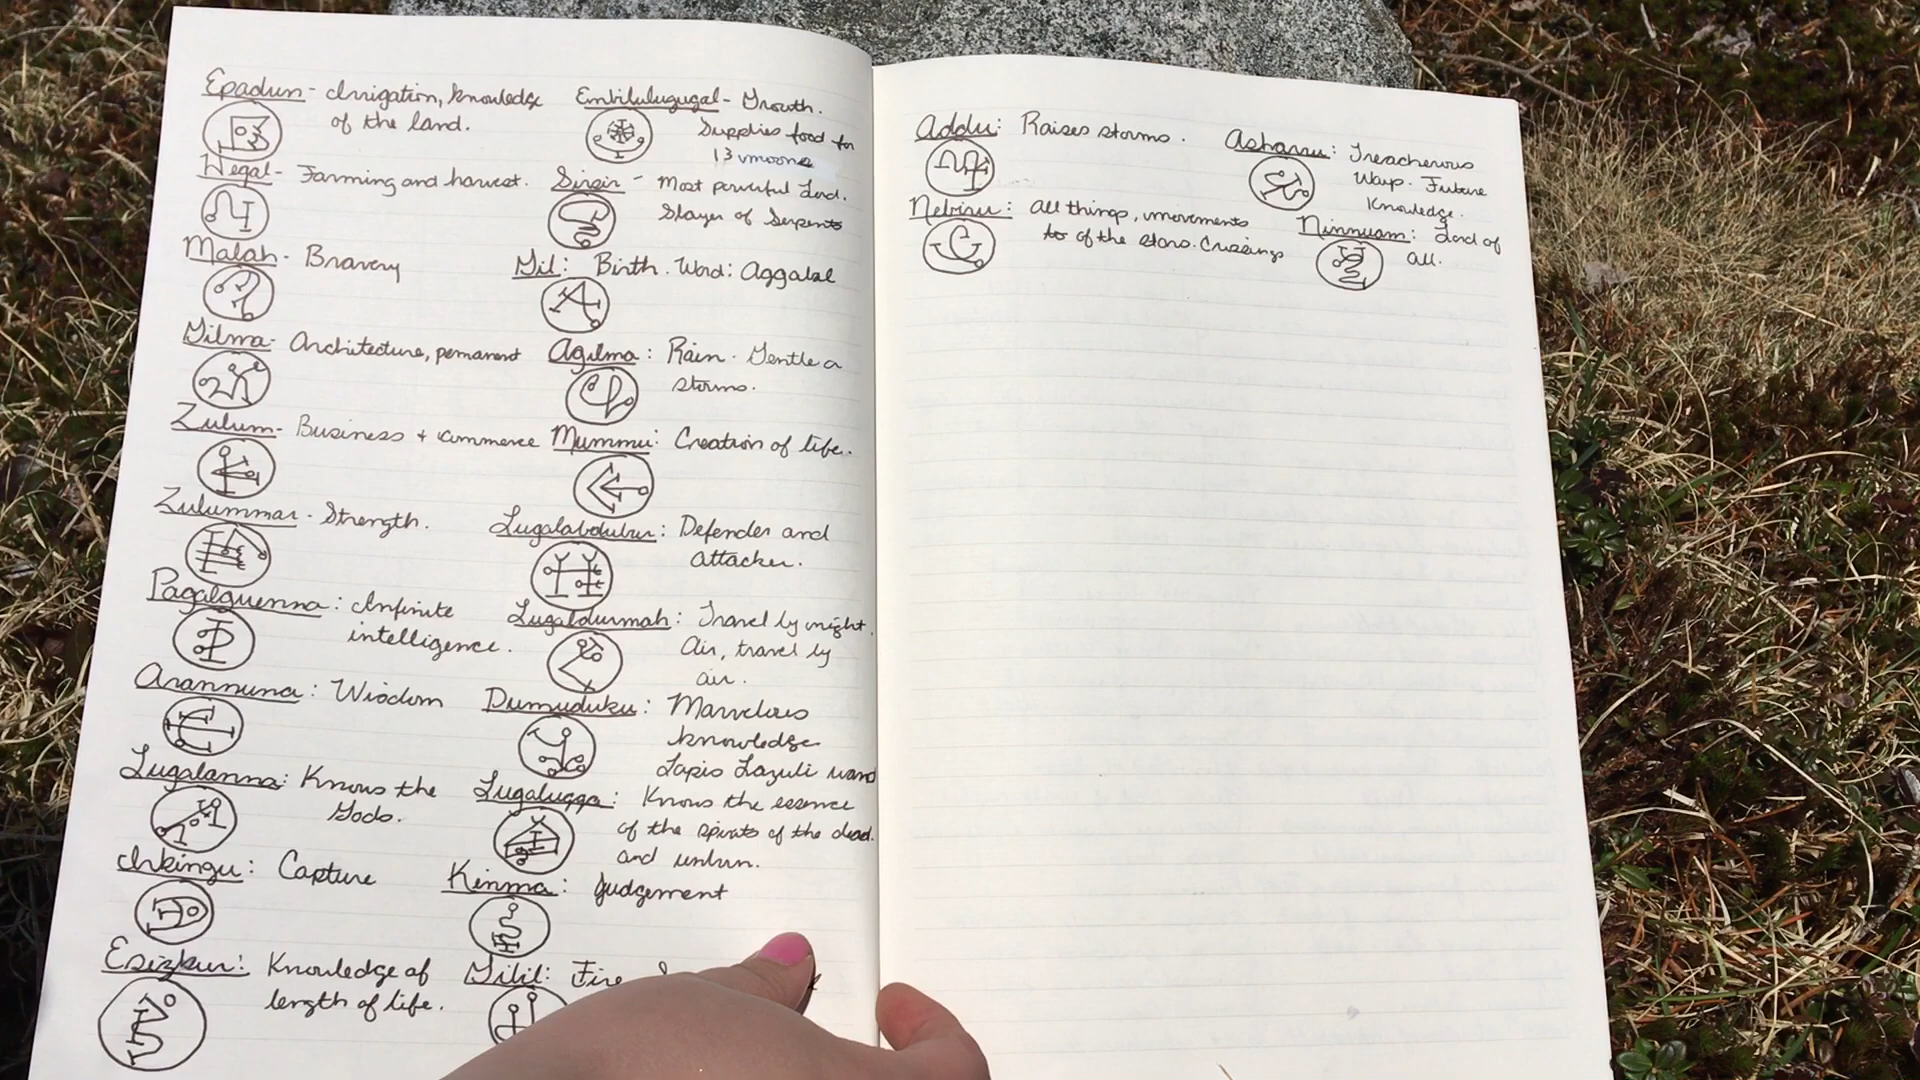 Epadun - Irrigation, knowledge
of the land.
Hegal - Farming and harvest.
Malah - Bravery
Gilma - Architecture, permanent
Zulum - Business + commerce
Zulummar - Strength.
Pagalguenna: Infinite
intelligence.
Arannuna: Wisdom
Lugalanna: Knows the
Gods.
Irkingu: Capture
Esizkur: Knowledge of
length of life.
Enbilulugugal - Growth.
Supplies food for
13 moons
Sirsir - Most powerful Lord.
Slayer of Serpents
Gil: Birth. Word: Aggalal
Agilma: Rain. Gentle a
storms.
Mummu: Creation of life.
Lugalabdubur: Defender and
attacker.
Lugaldurmah: Travel by night.
Air, travel by
air.
Dumuduku: Marvelous
knowledge
Lapis Lazuli wand
Lugalugga: Knows the essence
of the spirits of the dead.
and unborn.
Kinma: Judgement
Gibil: Fire
Addu: Raises storms.
Nebiru: All things, movements
to of the stars. Crossings
Asharru: Treacherous
Ways. Future
Knowledge.
Ninnuam: Lord of
all.